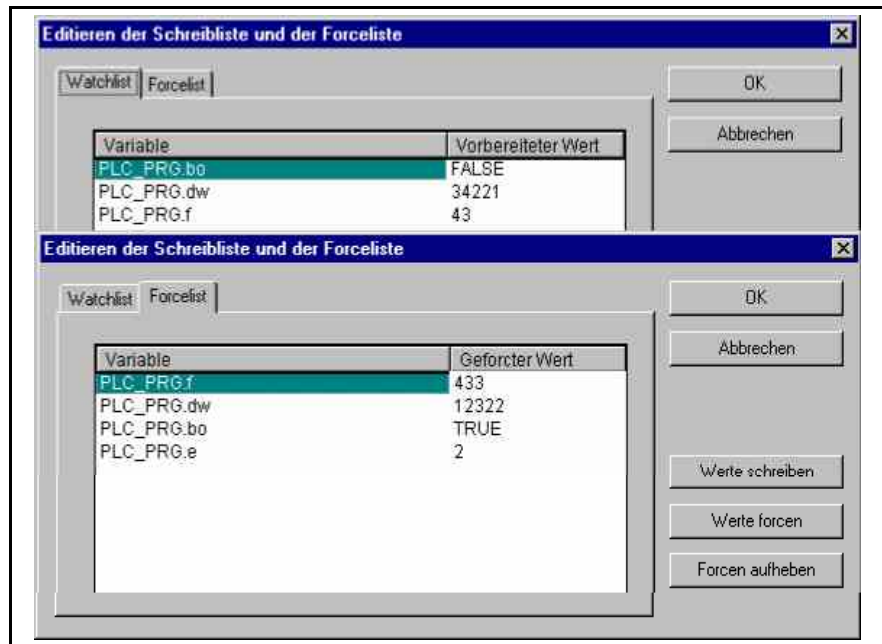 Editieren der Schreibliste und der Forceliste
Watchlist Forcelist
OK
Abbrechen
Variable Vorbereiteter Wert
PLC_PRG.bo FALSE
PLC_PRG.dw 34221
PLC_PRG.f 43
Editieren der Schreibliste und der Forceliste
Watchlist Forcelist
OK
Abbrechen
Variable Geforcter Wert
PLC_PRG.f 433
PLC_PRG.dw 12322
PLC_PRG.bo TRUE
PLC_PRG.e 2
Werte schreiben
Werte forcen
Forcen aufheben